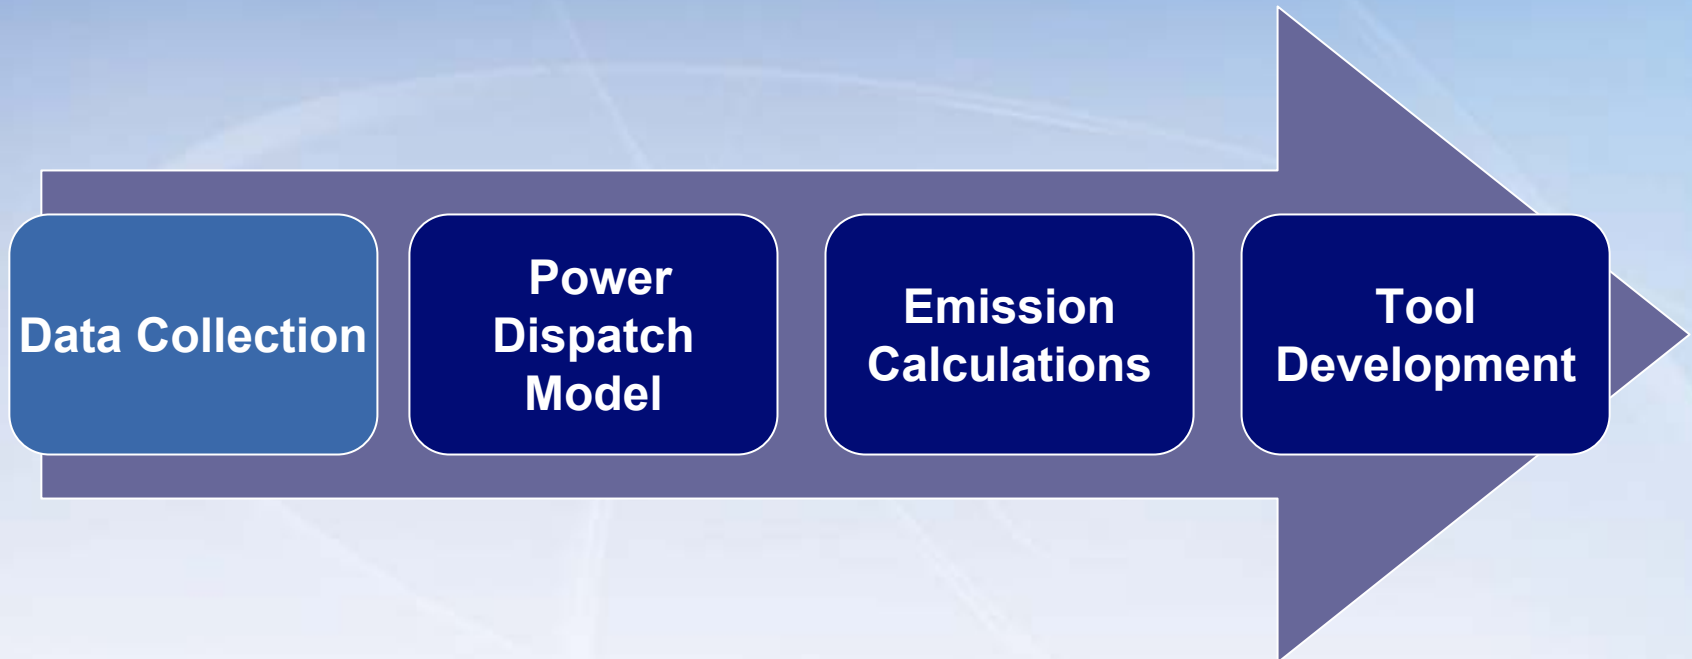 Data Collection
Power
Dispatch
Model
Emission
Calculations
Tool
Development